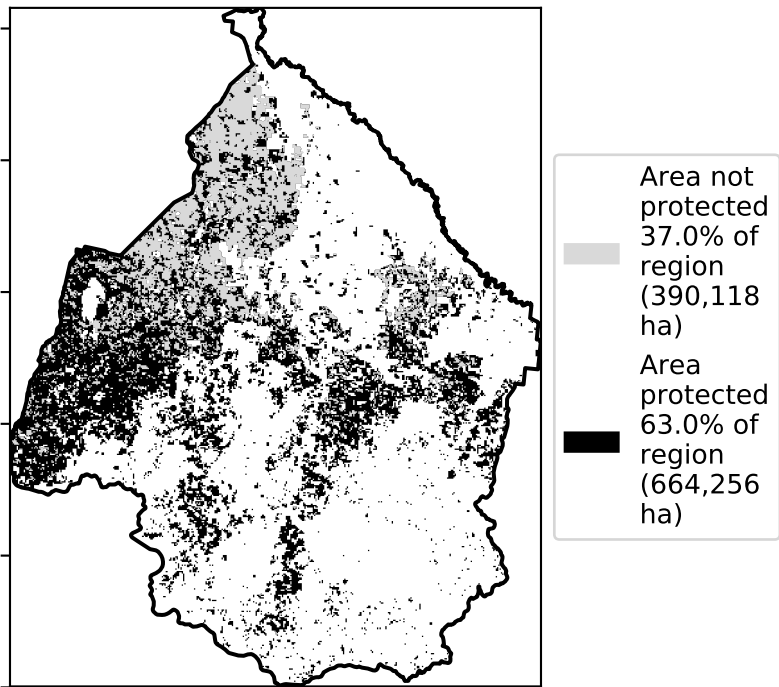 Area not
protected
37.0% of
region
(390,118
ha)
Area
protected
63.0% of
region
(664,256
ha)